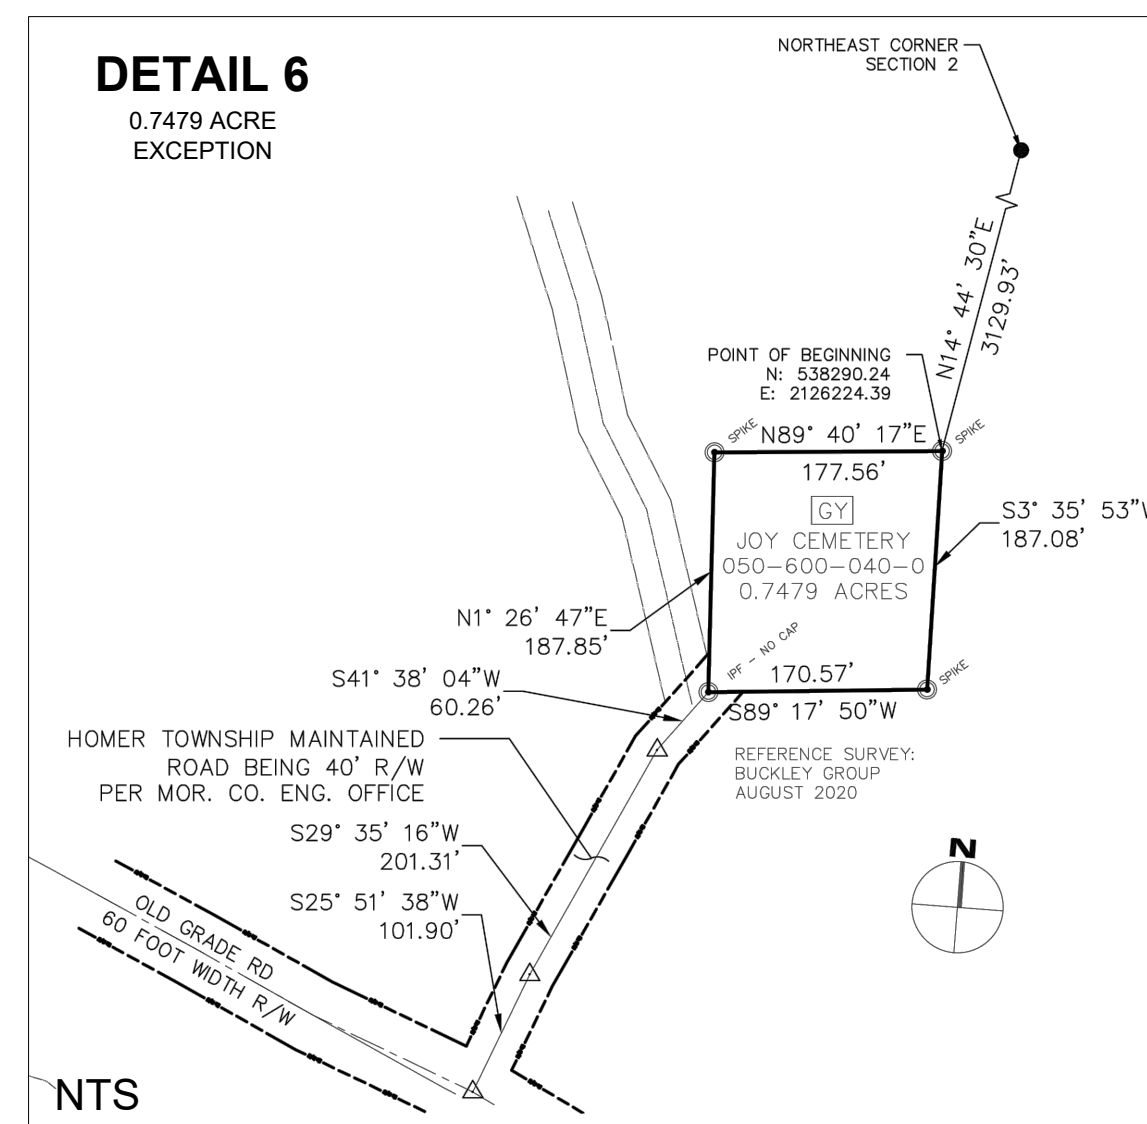 DETAIL 6
0.7479 ACRE
EXCEPTION
NORTHEAST CORNER
SECTION 2
N14° 44' 30"E
3129.93'
POINT OF BEGINNING
N: 538290.24
E: 2126224.39
SPIKE
N89° 40' 17"E
SPIKE
177.56'
GY
JOY CEMETERY
050-600-040-0
0.7479 ACRES
S3° 35' 53"W
187.08'
N1° 26' 47"E
187.85'
IPF - NO CAP
170.57'
SPIKE
S89° 17' 50"W
S41° 38' 04"W
60.26'
HOMER TOWNSHIP MAINTAINED
ROAD BEING 40' R/W
PER MOR. CO. ENG. OFFICE
REFERENCE SURVEY:
BUCKLEY GROUP
AUGUST 2020
S29° 35' 16"W
201.31'
S25° 51' 38"W
101.90'
N
OLD GRADE RD
60 FOOT WIDTH R/W
NTS